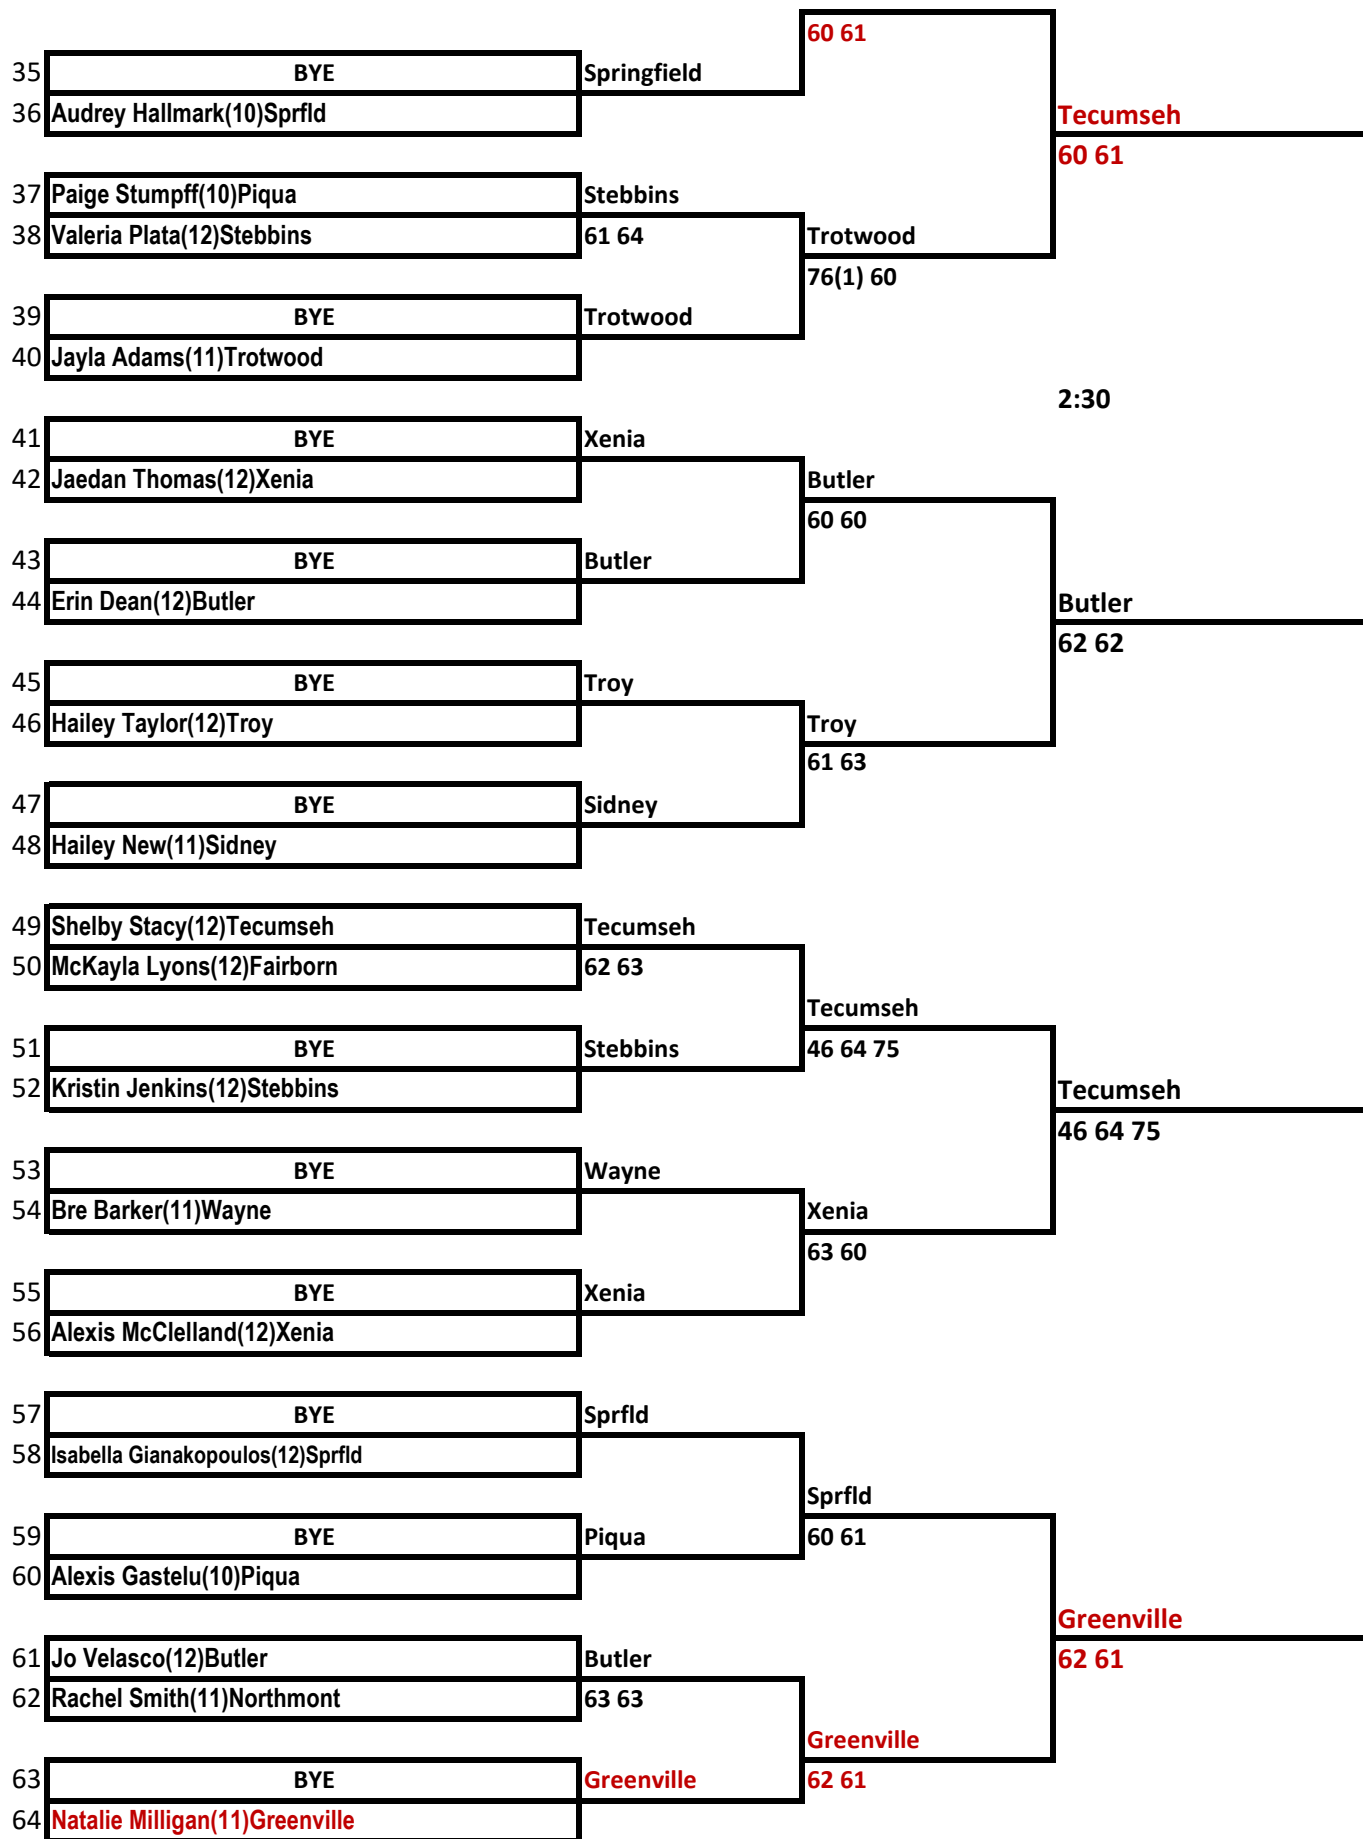 60 61
35 BYE Springfield
36 Audrey Hallmark(10)Sprfld Tecumseh
60 61
37 Paige Stumpff(10)Piqua Stebbins
38 Valeria Plata(12)Stebbins 61 64 Trotwood
76(1) 60
39 BYE Trotwood
40 Jayla Adams(11)Trotwood
2:30
41 BYE Xenia
42 Jaedan Thomas(12)Xenia Butler
60 60
43 BYE Butler
44 Erin Dean(12)Butler Butler
62 62
45 BYE Troy
46 Hailey Taylor(12)Troy Troy
61 63
47 BYE Sidney
48 Hailey New(11)Sidney
49 Shelby Stacy(12)Tecumseh Tecumseh
50 McKayla Lyons(12)Fairborn 62 63
Tecumseh
51 BYE Stebbins 46 64 75
52 Kristin Jenkins(12)Stebbins Tecumseh
46 64 75
53 BYE Wayne
54 Bre Barker(11)Wayne Xenia
63 60
55 BYE Xenia
56 Alexis McClelland(12)Xenia
57 BYE Sprfld
58 Isabella Gianakopoulos(12)Sprfld
Sprfld
59 BYE Piqua 60 61
60 Alexis Gastelu(10)Piqua
Greenville
61 Jo Velasco(12)Butler Butler 62 61
62 Rachel Smith(11)Northmont 63 63
Greenville
63 BYE Greenville 62 61
64 Natalie Milligan(11)Greenville